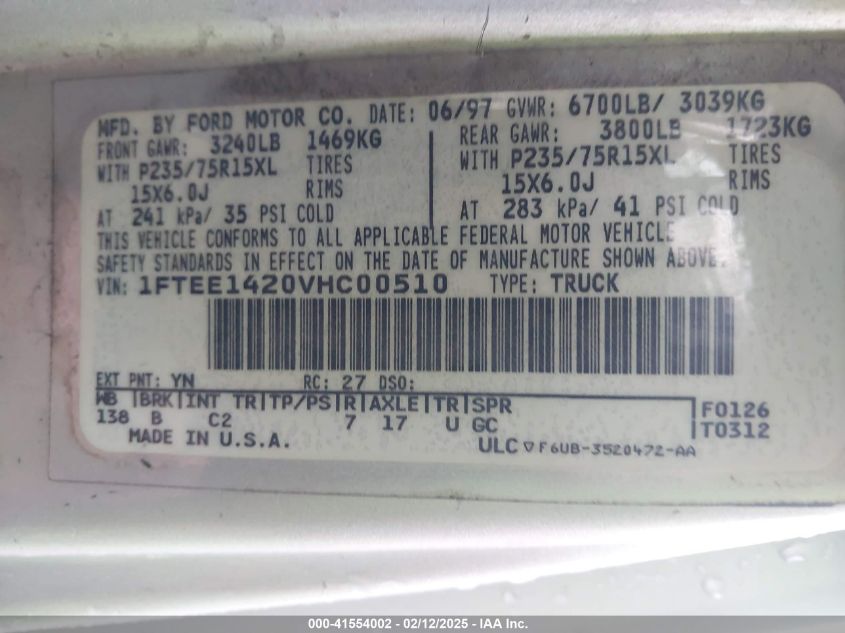 MFD. BY FORD MOTOR CO. DATE: 06/97 GVWR: 6700LB/ 3039KG
FRONT GAWR: 3240LB 1469KG REAR GAWR: 3800LB 1723KG
WITH P235/75R15XL TIRES WITH P235/75R15XL TIRES
15X6.0J RIMS 15X6.0J RIMS
AT 241 kPa/ 35 PSI COLD AT 283 kPa/ 41 PSI COLD
THIS VEHICLE CONFORMS TO ALL APPLICABLE FEDERAL MOTOR VEHICLE
SAFETY STANDARDS IN EFFECT ON THE DATE OF MANUFACTURE SHOWN ABOVE.
VIN: 1FTEE1420VHC00510 TYPE: TRUCK
EXT PNT: YN RC: 27 DSO:
WB |BRK|INT TR|TP/PS|R|AXLE|TR|SPR F0126
138 B C2 7 17 U GC T0312
MADE IN U.S.A. ULC ▽ F6UB-3520472-AA
000-41554002 - 02/12/2025 - IAA Inc.